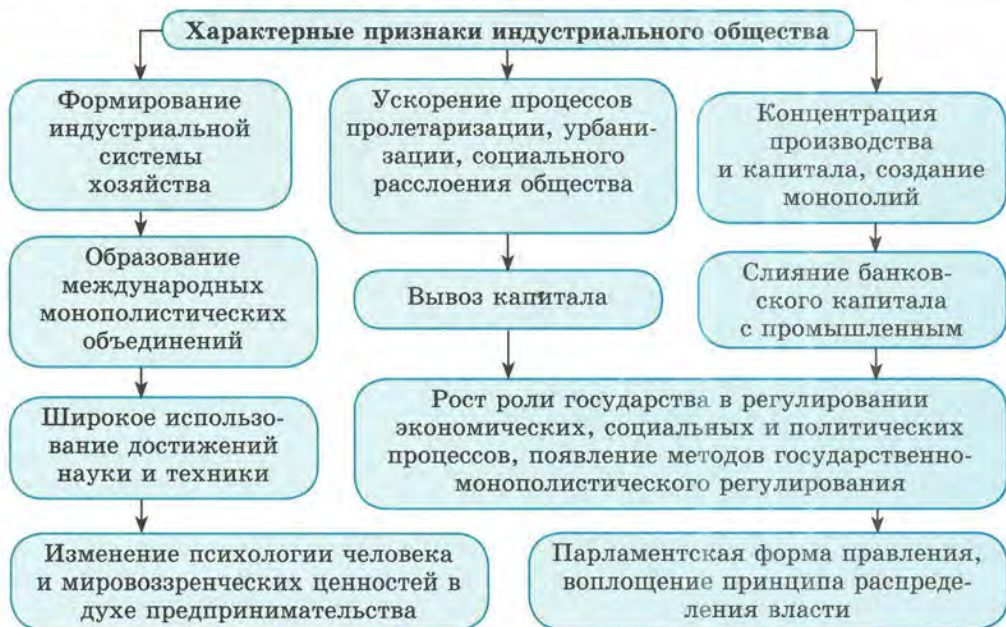 Характерные признаки индустриального общества
Формирование
индустриальной
системы
хозяйства
Образование
международных
монополистических
объединений
Широкое использо-
вание достижений
науки и техники
Изменение психологии человека
и мировоззренческих ценностей в
духе предпринимательства
Ускорение процессов
пролетаризации, урбани-
зации, социального
расслоения общества
Вывоз капитала
Концентрация
производства
и капитала, создание
монополий
Слияние банков-
ского капитала
с промышленным
Рост роли государства в регулировании
экономических, социальных и политических
процессов, появление методов государственно-
монополистического регулирования
Парламентская форма правления,
воплощение принципа распреде-
ления власти